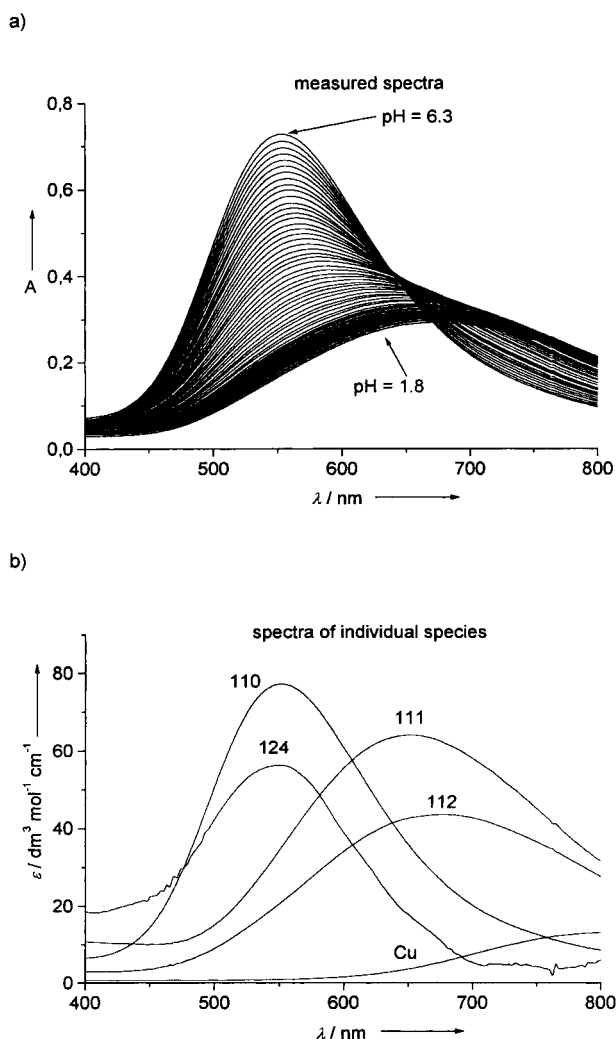 a)
measured spectra
pH = 6.3
0,8
0,6
A
0,4
0,2
pH = 1.8
0,0
400 500 600 700 800
λ / nm
b)
spectra of individual species
80
110
111
124
60
112
ε / dm³ mol⁻¹ cm⁻¹
40
20
Cu
0
400 500 600 700 800
λ / nm